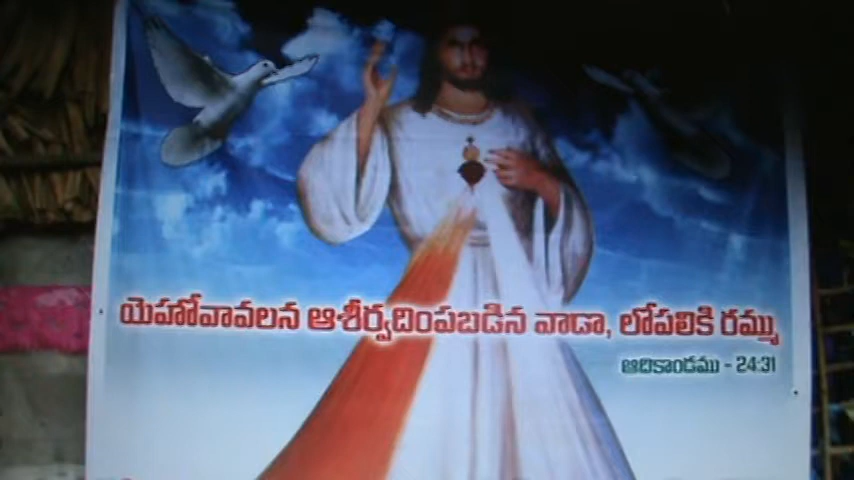 యెహోవావలన ఆశీర్వదింపబడిన వాడా, లోపలికి రమ్ము
ఆదికాండము - 24:31